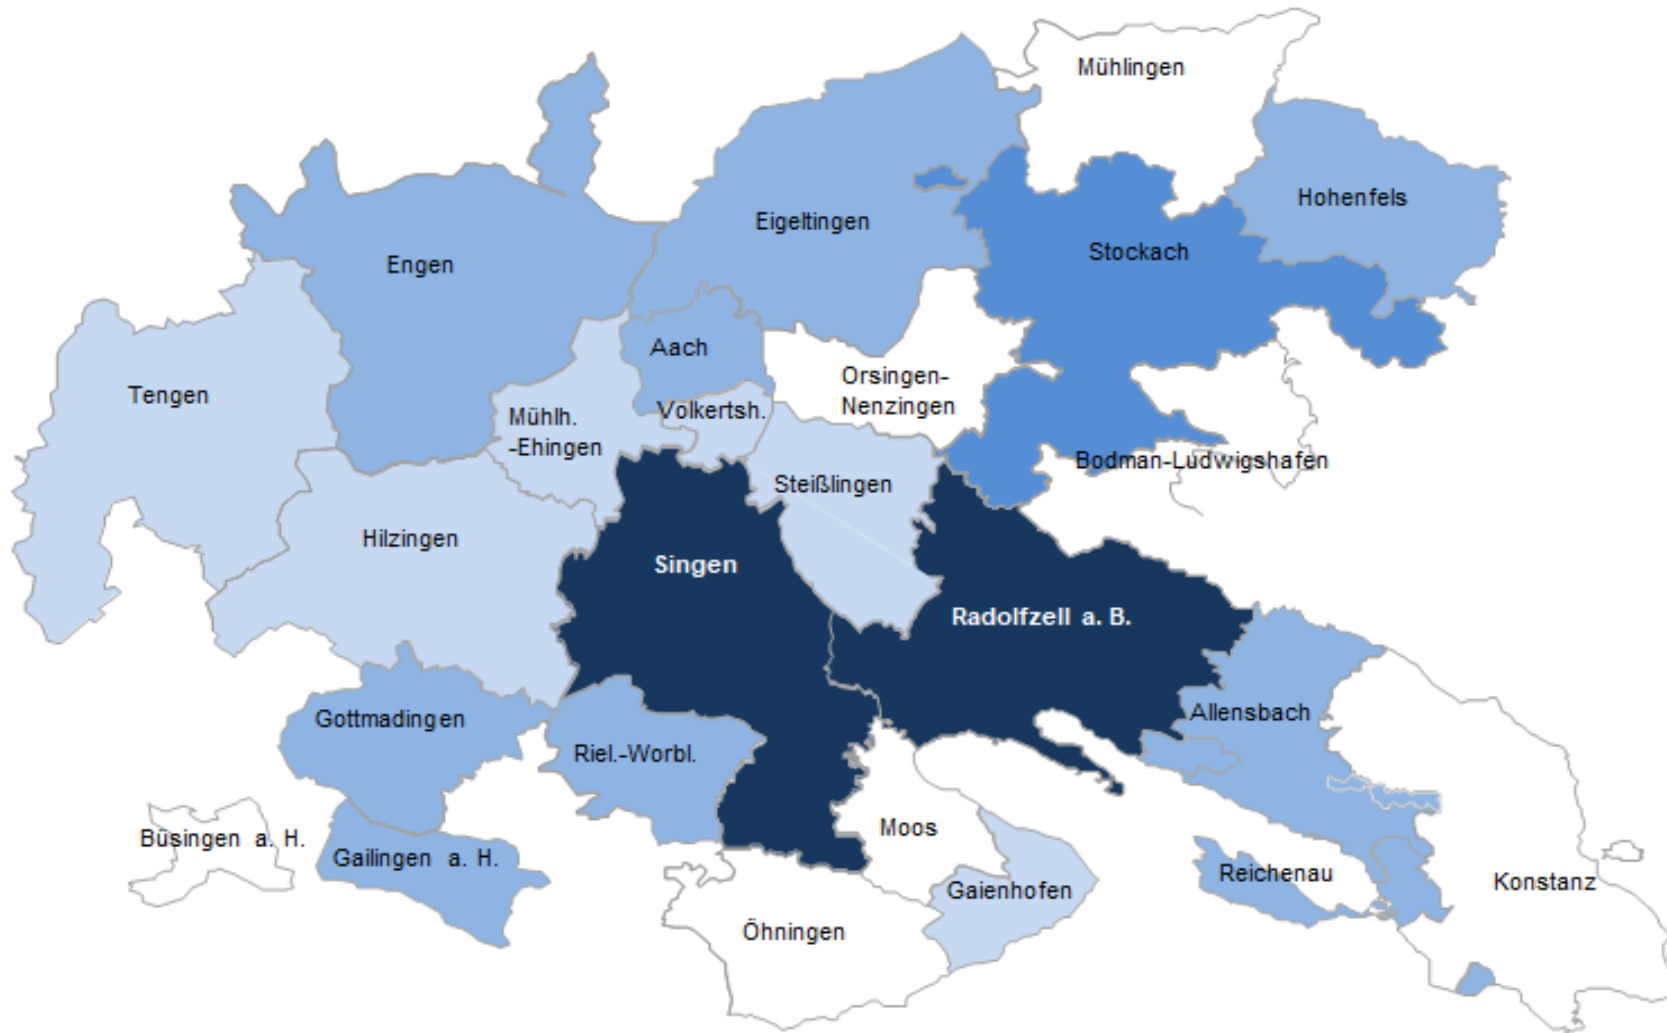 Mühlingen
Hohenfels
Eigeltingen
Stockach
Engen
Aach
Orsingen-
Nenzingen
Tengen
Mühlh.
-Ehingen
Volkertsh.
Bodman-Ludwigshafen
Steißlingen
Hilzingen
Singen
Radolfzell a. B.
Gottmadingen
Allensbach
Riel.-Worbl.
Moos
Büsingen a. H.
Gailingen a. H.
Reichenau
Gaienhofen
Konstanz
Öhningen